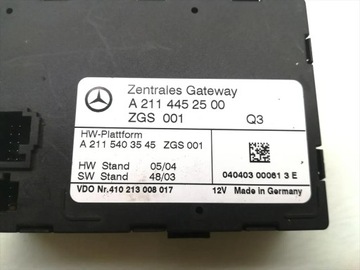 Zentrales Gateway
A 211 445 25 00
ZGS 001 Q3
HW-Plattform
A 211 540 35 45 ZGS 001
HW Stand 05/04
SW Stand 48/03
040403 00061 3 E
VDO Nr.410 213 008 017 12V Made in Germany